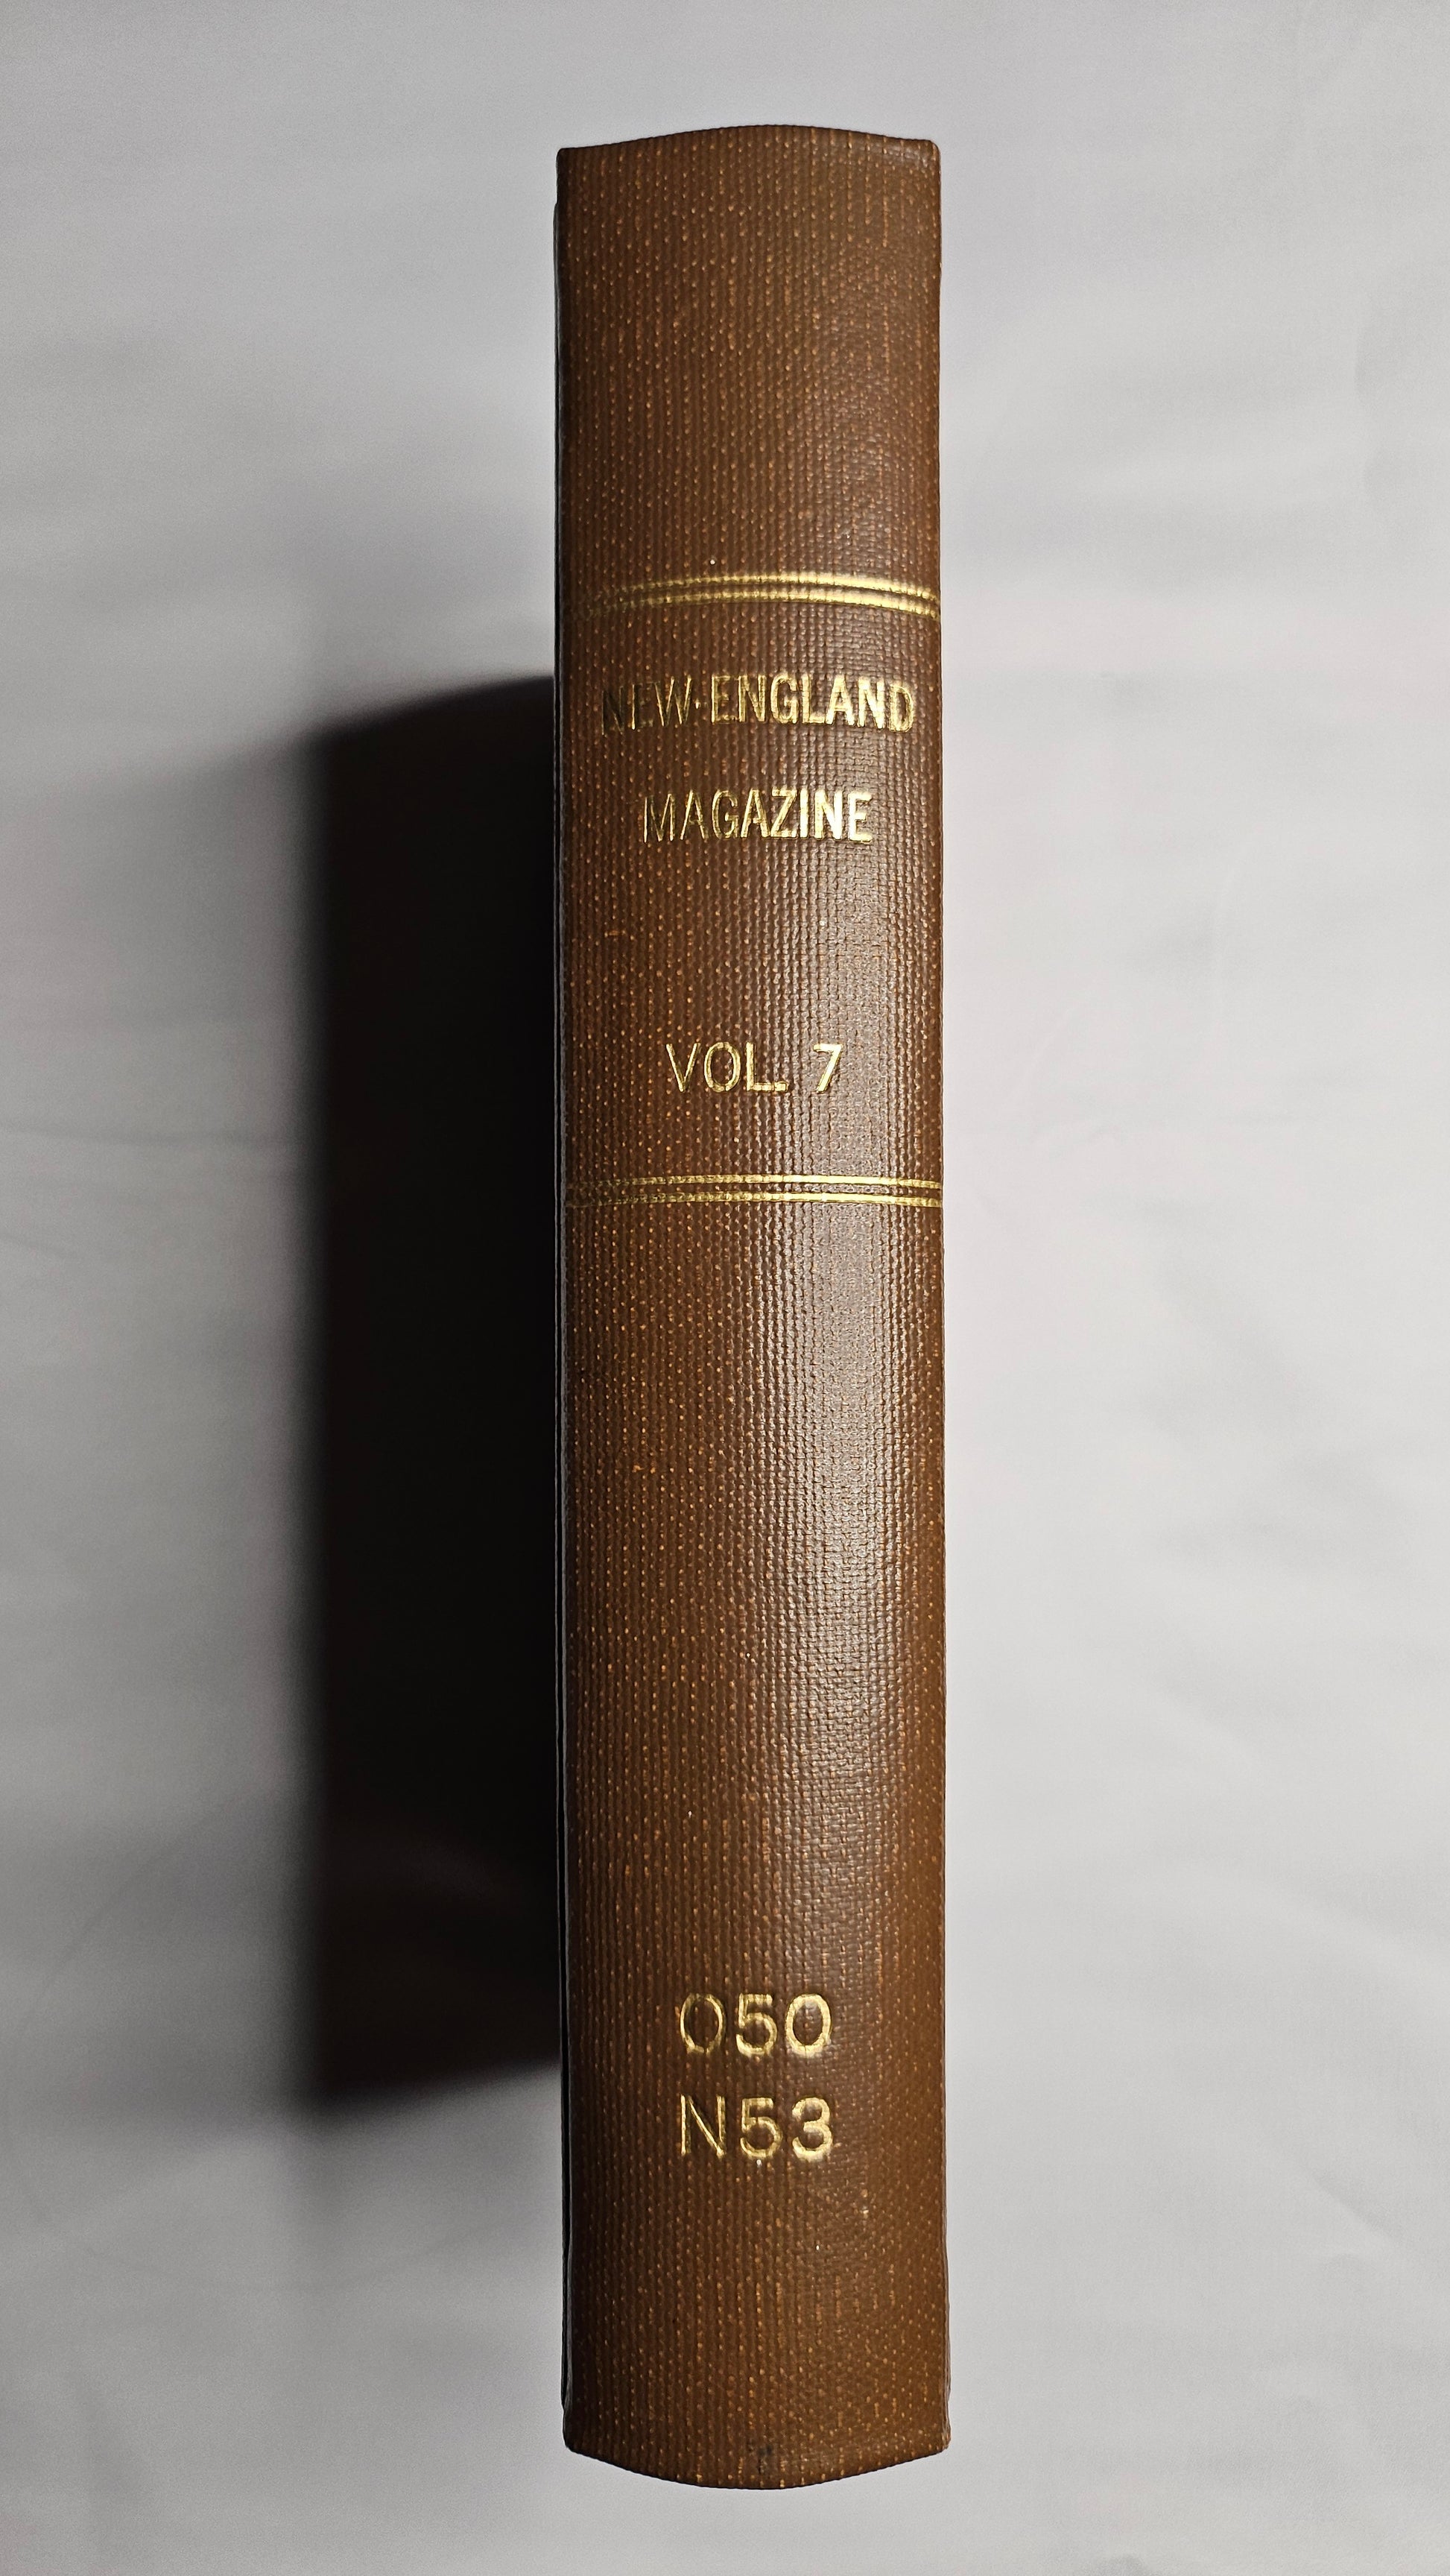 NEW ENGLAND
MAGAZINE
VOL. 7
050
N53